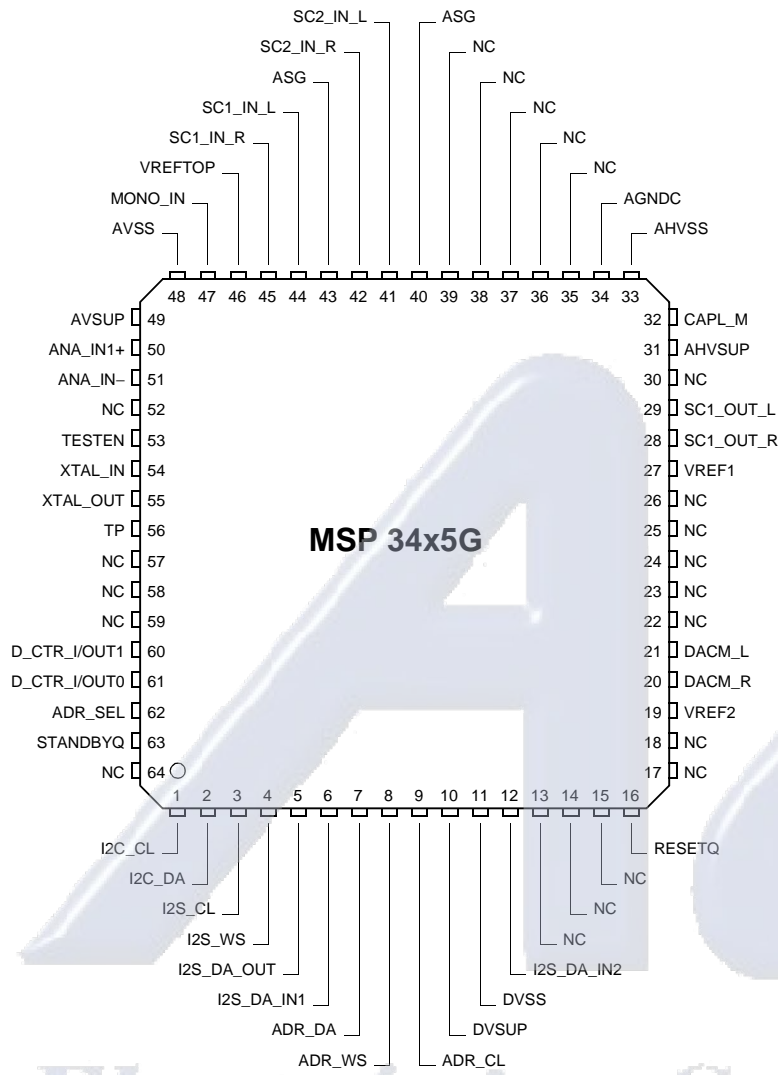 SC2_IN_L
ASG
SC2_IN_R
NC
ASG
NC
SC1_IN_L
NC
SC1_IN_R
NC
VREFTOP
NC
MONO_IN
AGNDC
AVSS
AHVSS
48 47 46 45 44 43 42 41 40 39 38 37 36 35 34 33
AVSUP 49
32 CAPL_M
ANA_IN1+ 50
31 AHVSUP
ANA_IN− 51
30 NC
NC 52
29 SC1_OUT_L
TESTEN 53
28 SC1_OUT_R
XTAL_IN 54
27 VREF1
XTAL_OUT 55
26 NC
TP 56
25 NC
MSP 34x5G
NC 57
24 NC
NC 58
23 NC
NC 59
22 NC
D_CTR_I/OUT1 60
21 DACM_L
D_CTR_I/OUT0 61
20 DACM_R
ADR_SEL 62
19 VREF2
STANDBYQ 63
18 NC
NC 64
17 NC
1 2 3 4 5 6 7 8 9 10 11 12 13 14 15 16
I2C_CL
RESETQ
I2C_DA
NC
I2S_CL
NC
I2S_WS
NC
I2S_DA_OUT
I2S_DA_IN2
I2S_DA_IN1
DVSS
ADR_DA
DVSUP
ADR_WS
ADR_CL